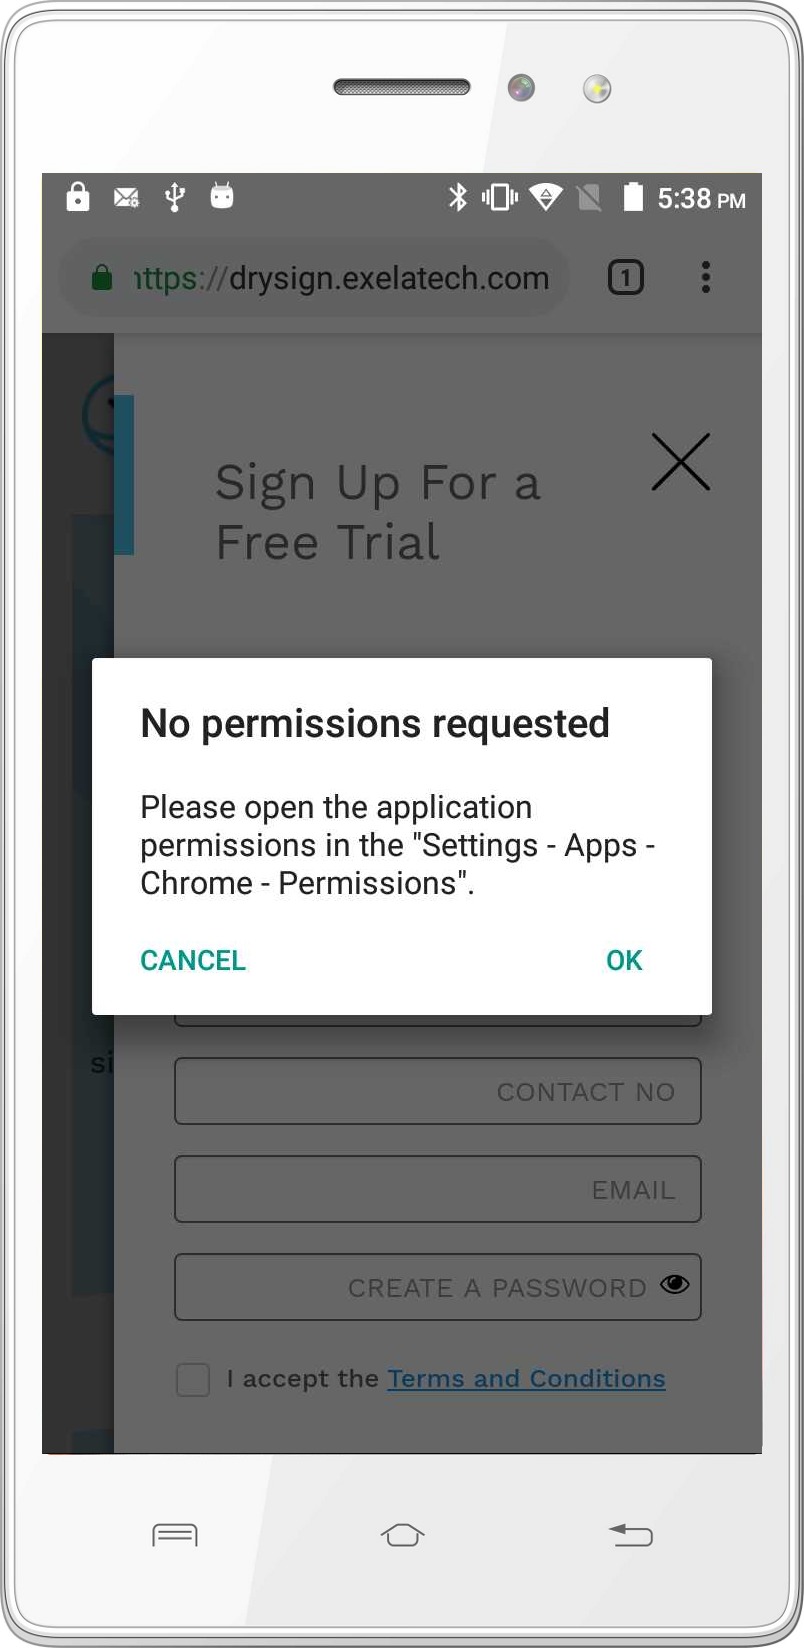 5:38 PM
https://drysign.exelatech.com
1
Sign Up For a
Free Trial
No permissions requested
Please open the application
permissions in the "Settings - Apps -
Chrome - Permissions".
CANCEL
OK
si
CONTACT NO
EMAIL
CREATE A PASSWORD
I accept the Terms and Conditions